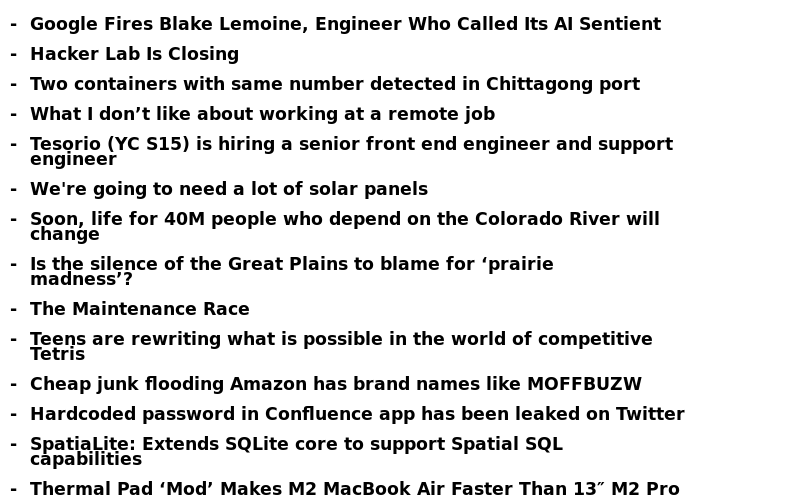 - Google Fires Blake Lemoine, Engineer Who Called Its AI Sentient
- Hacker Lab Is Closing
- Two containers with same number detected in Chittagong port
- What I don’t like about working at a remote job
- Tesorio (YC S15) is hiring a senior front end engineer and support
engineer
- We're going to need a lot of solar panels
- Soon, life for 40M people who depend on the Colorado River will
change
- Is the silence of the Great Plains to blame for ‘prairie
madness’?
- The Maintenance Race
- Teens are rewriting what is possible in the world of competitive
Tetris
- Cheap junk flooding Amazon has brand names like MOFFBUZW
- Hardcoded password in Confluence app has been leaked on Twitter
- SpatiaLite: Extends SQLite core to support Spatial SQL
capabilities
- Thermal Pad ‘Mod’ Makes M2 MacBook Air Faster Than 13″ M2 Pro